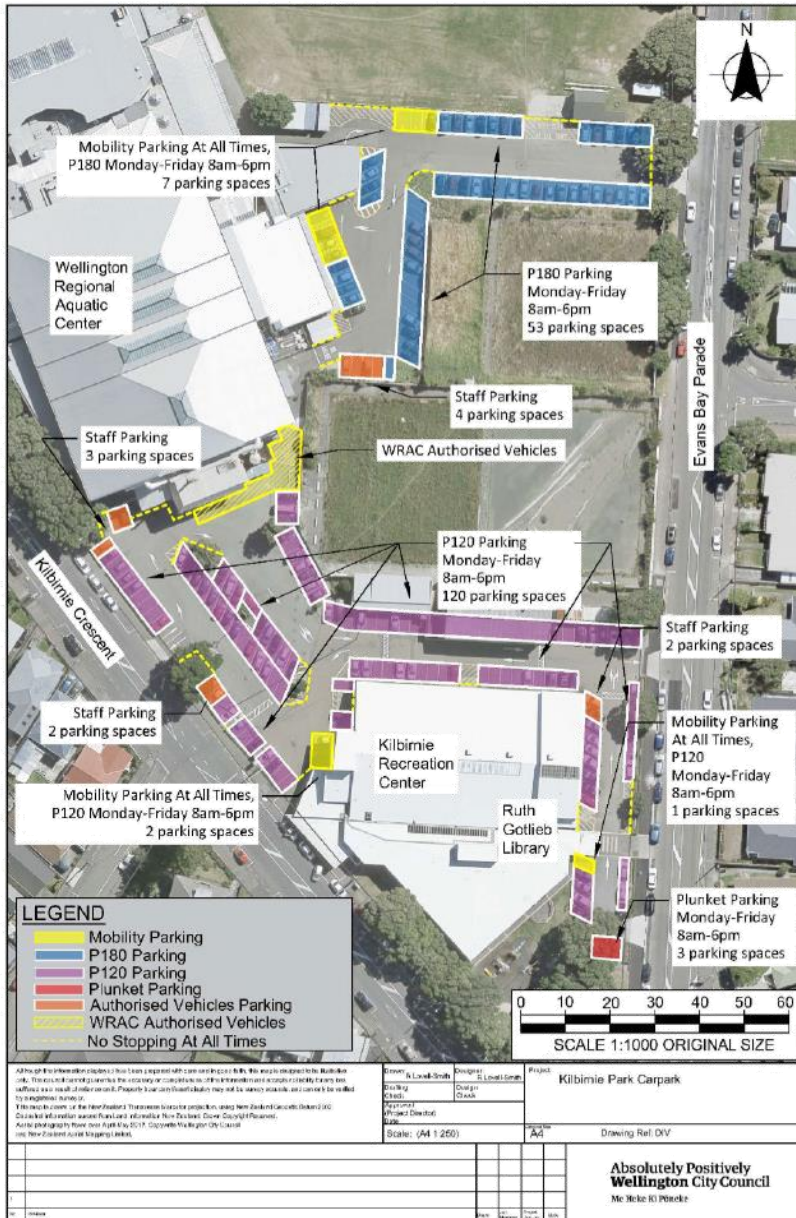 N
Mobility Parking At All Times,
P180 Monday-Friday 8am-6pm
7 parking spaces
Wellington
Regional
Aquatic
Center
P180 Parking
Monday-Friday
8am-6pm
53 parking spaces
Evans Bay Parade
Staff Parking
4 parking spaces
Staff Parking
3 parking spaces
WRAC Authorised Vehicles
Kilbirnie Crescent
P120 Parking
Monday-Friday
8am-6pm
120 parking spaces
Staff Parking
2 parking spaces
Staff Parking
2 parking spaces
Mobility Parking
At All Times,
P120
Monday-Friday
8am-6pm
1 parking spaces
Kilbirnie
Recreation
Center
Mobility Parking At All Times,
P120 Monday-Friday 8am-6pm
2 parking spaces
Ruth
Gotlieb
Library
Plunket Parking
Monday-Friday
8am-6pm
3 parking spaces
LEGEND
Mobility Parking
P180 Parking
P120 Parking
Plunket Parking
Authorised Vehicles Parking
WRAC Authorised Vehicles
No Stopping At All Times
0 10 20 30 40 50 60
SCALE 1:1000 ORIGINAL SIZE
Project
Kilbirnie Park Carpark
Scale: (A4 1:250)
A4
Drawing Ref: DIV
Absolutely Positively
Wellington City Council
Me Heke Ki Pōneke